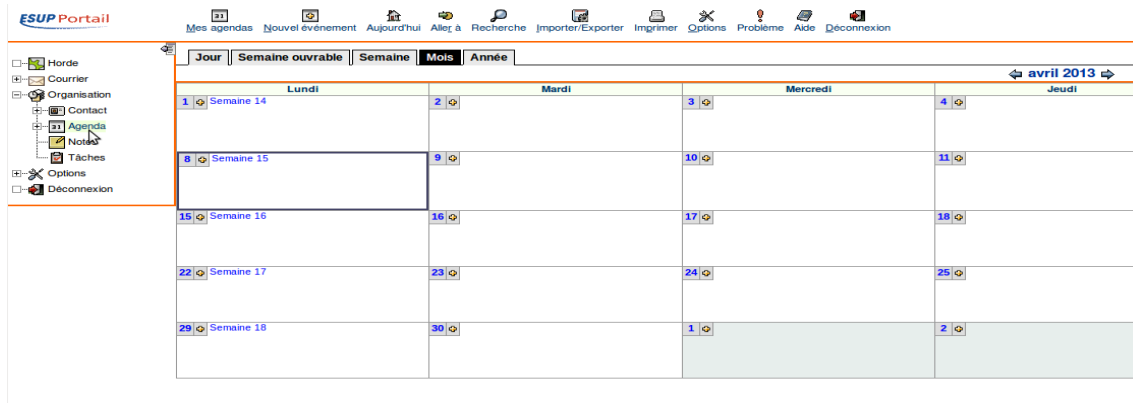 ESUP Portail
Mes agendas Nouvel événement Aujourd'hui Aller à Recherche Importer/Exporter Imprimer Options Problème Aide Déconnexion
Horde
Courrier
Organisation
Contact
31 Agenda
Notes
Tâches
Options
Déconnexion
Jour Semaine ouvrable Semaine Mois Année
avril 2013
Lundi Mardi Mercredi Jeudi
1 Semaine 14 2 3 4
8 Semaine 15 9 10 11
15 Semaine 16 16 17 18
22 Semaine 17 23 24 25
29 Semaine 18 30 1 2